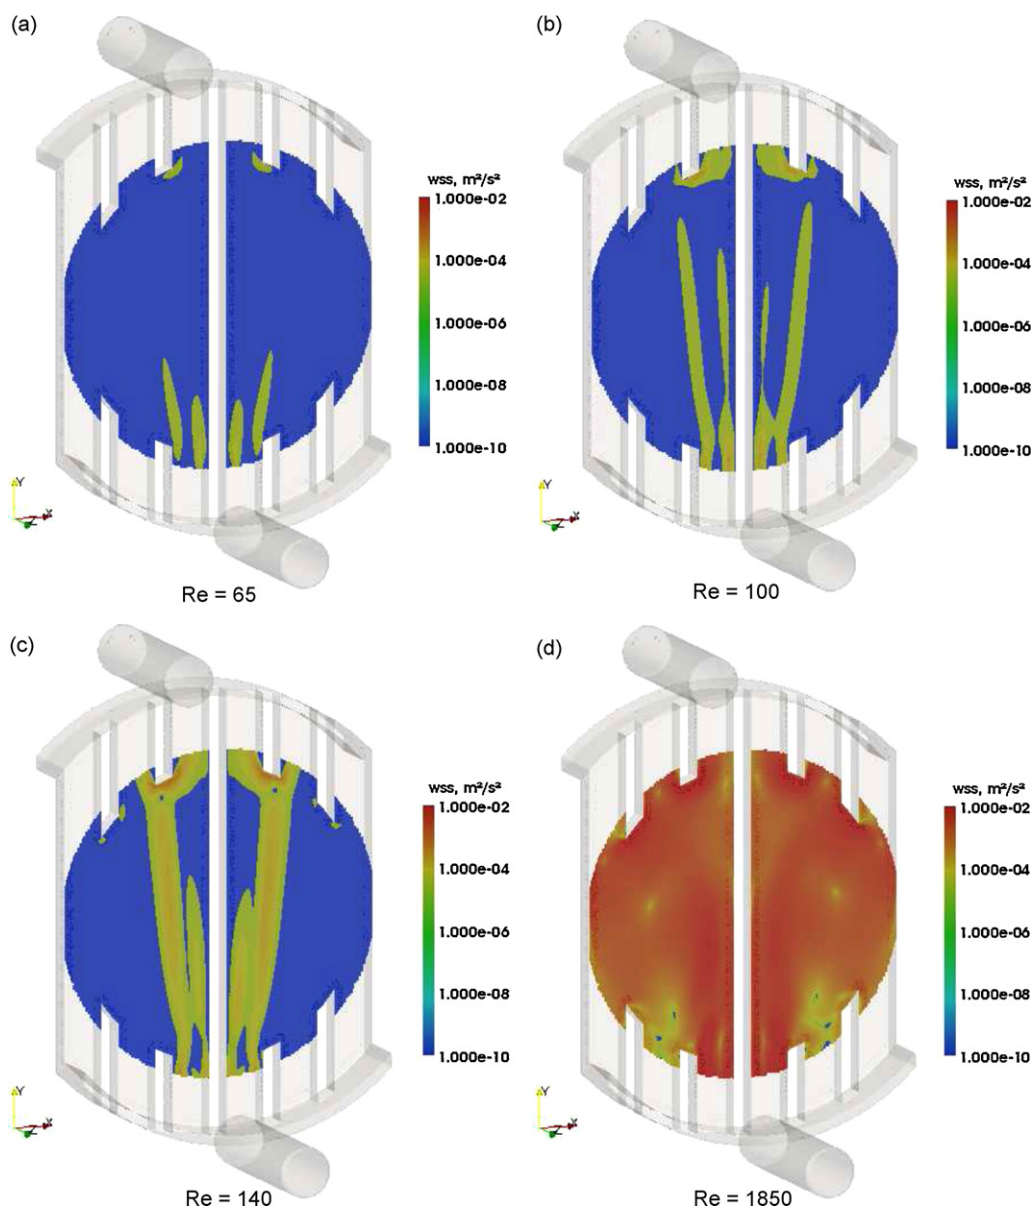 (a)
wss, m²/s²
1.000e-02
1.000e-04
1.000e-06
1.000e-08
1.000e-10
Y
X
Z
Re = 65
(b)
wss, m²/s²
1.000e-02
1.000e-04
1.000e-06
1.000e-08
1.000e-10
Y
X
Z
Re = 100
(c)
wss, m²/s²
1.000e-02
1.000e-04
1.000e-06
1.000e-08
1.000e-10
Y
X
Z
Re = 140
(d)
wss, m²/s²
1.000e-02
1.000e-04
1.000e-06
1.000e-08
1.000e-10
Y
X
Z
Re = 1850